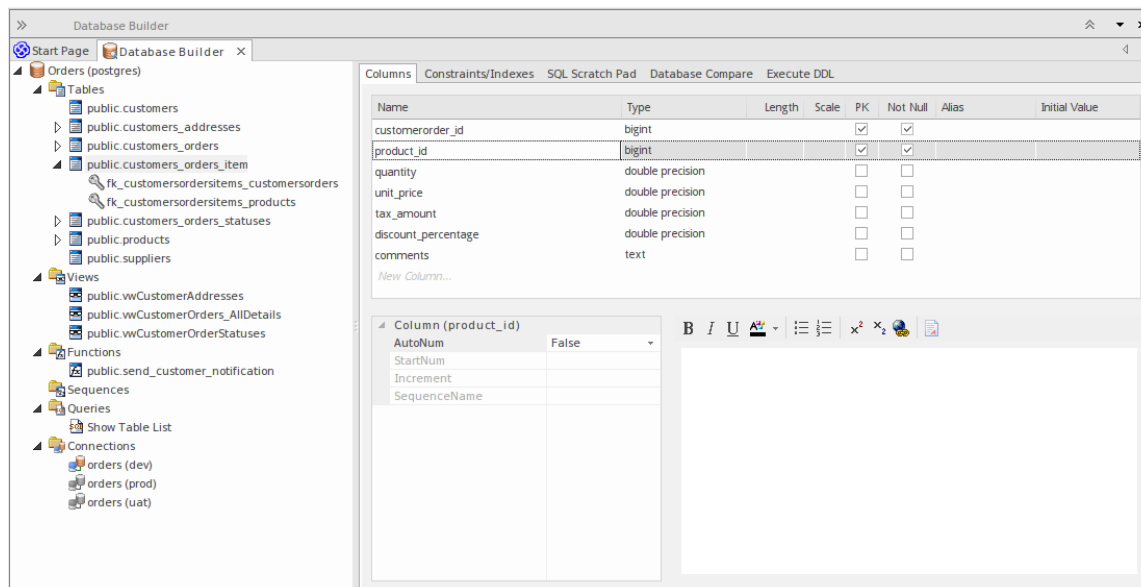 Database Builder
Start Page
Database Builder
Orders (postgres)
Tables
public.customers
public.customers_addresses
public.customers_orders
public.customers_orders_item
fk_customersordersitems_customersorders
fk_customersordersitems_products
public.customers_orders_statuses
public.products
public.suppliers
Views
public.vwCustomerAddresses
public.vwCustomerOrders_AllDetails
public.vwCustomerOrderStatuses
Functions
public.send_customer_notification
Sequences
Queries
Show Table List
Connections
orders (dev)
orders (prod)
orders (uat)
Columns Constraints/Indexes SQL Scratch Pad Database Compare Execute DDL
Name Type Length Scale PK Not Null Alias Initial Value
customerorder_id bigint
product_id bigint
quantity double precision
unit_price double precision
tax_amount double precision
discount_percentage double precision
comments text
New Column...
Column (product_id)
AutoNum False
StartNum
Increment
SequenceName
B I U A x² x₂